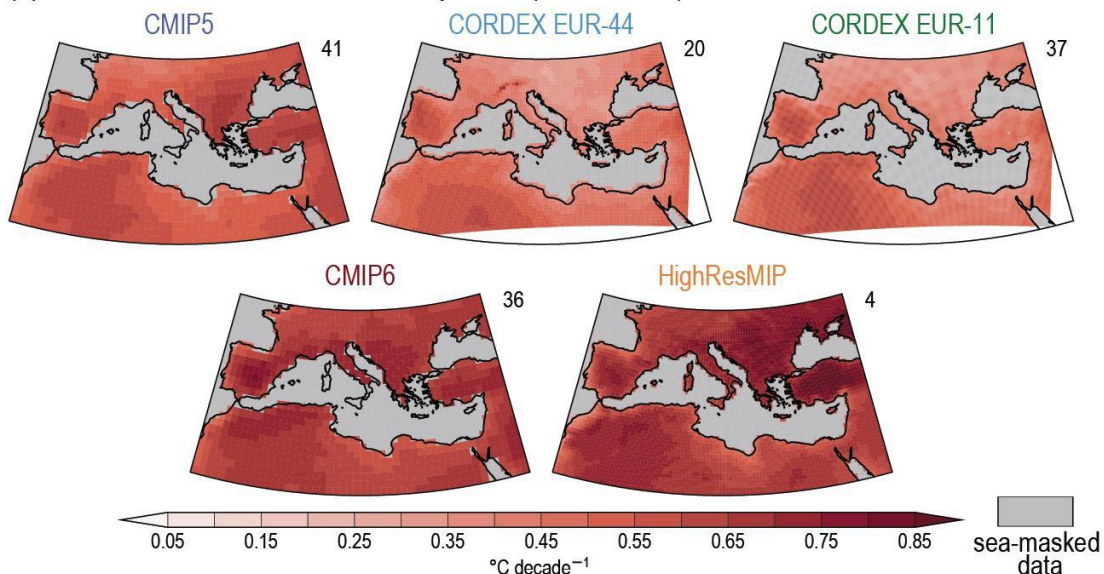 CMIP5
41
CORDEX EUR-44
20
CORDEX EUR-11
37
CMIP6
36
HighResMIP
4
0.05 0.15 0.25 0.35 0.45 0.55 0.65 0.75 0.85
°C decade⁻¹
sea-masked
data